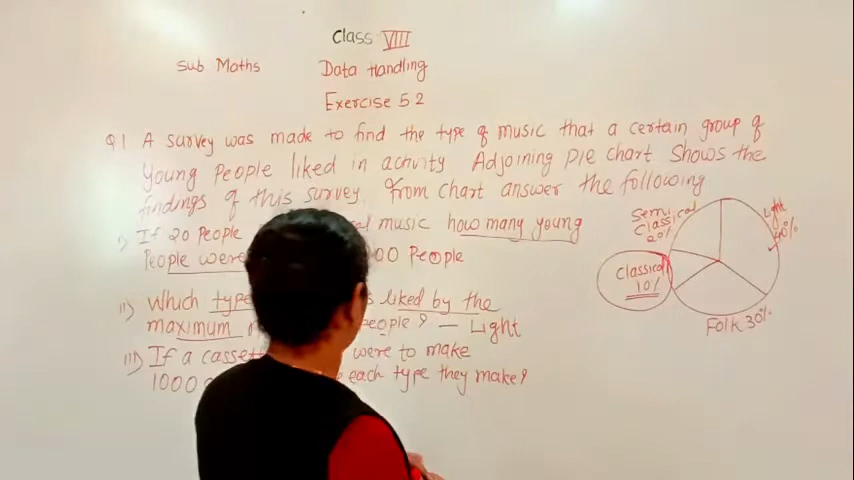 Class VIII
Sub Maths
Data Handling
Exercise 5 2
Q1 A survey was made to find the type of music that a certain group of
Young People liked in activity Adjoining Pie chart Shows the
findings of this survey From chart answer the following
i) If 20 People music how many young
People were 00 People
ii) Which type liked by the
maximum people? - Light
iii) If a cassett were to make
1000 each type they make?
Semi
Classical
20%
Light
40%
Classical
10%
Folk 30%